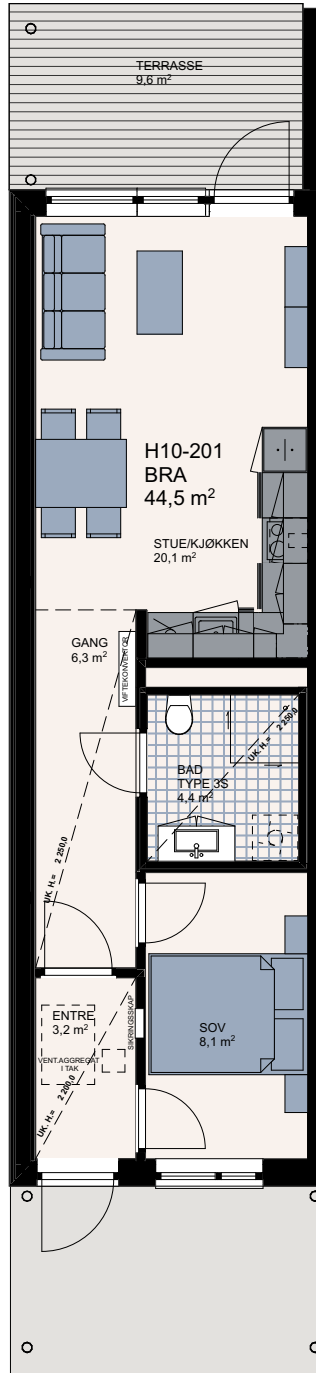 TERRASSE
9,6 m²
H10-201
BRA
44,5 m²
STUE/KJØKKEN
20,1 m²
GANG
6,3 m²
VIFTEKONVEKTOR
UK. H.= 2 250,0
BAD
TYPE 3S
4,4 m²
UK. H.= 2 250,0
ENTRE
3,2 m²
SIKRINGSSKAP
VENT.AGGREGAT
I TAK
UK. H.= 2 200,0
SOV
8,1 m²